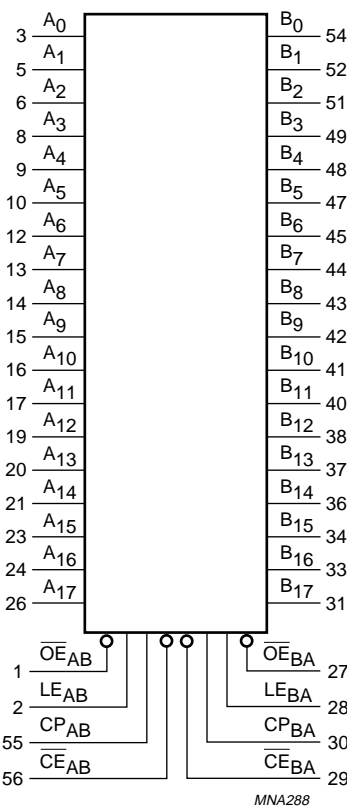 3 A0 B0 54
5 A1 B1 52
6 A2 B2 51
8 A3 B3 49
9 A4 B4 48
10 A5 B5 47
12 A6 B6 45
13 A7 B7 44
14 A8 B8 43
15 A9 B9 42
16 A10 B10 41
17 A11 B11 40
19 A12 B12 38
20 A13 B13 37
21 A14 B14 36
23 A15 B15 34
24 A16 B16 33
26 A17 B17 31
1 O̅E̅AB O̅E̅BA 27
2 LEAB LEBA 28
55 CPAB CPBA 30
56 C̅E̅AB C̅E̅BA 29
MNA288